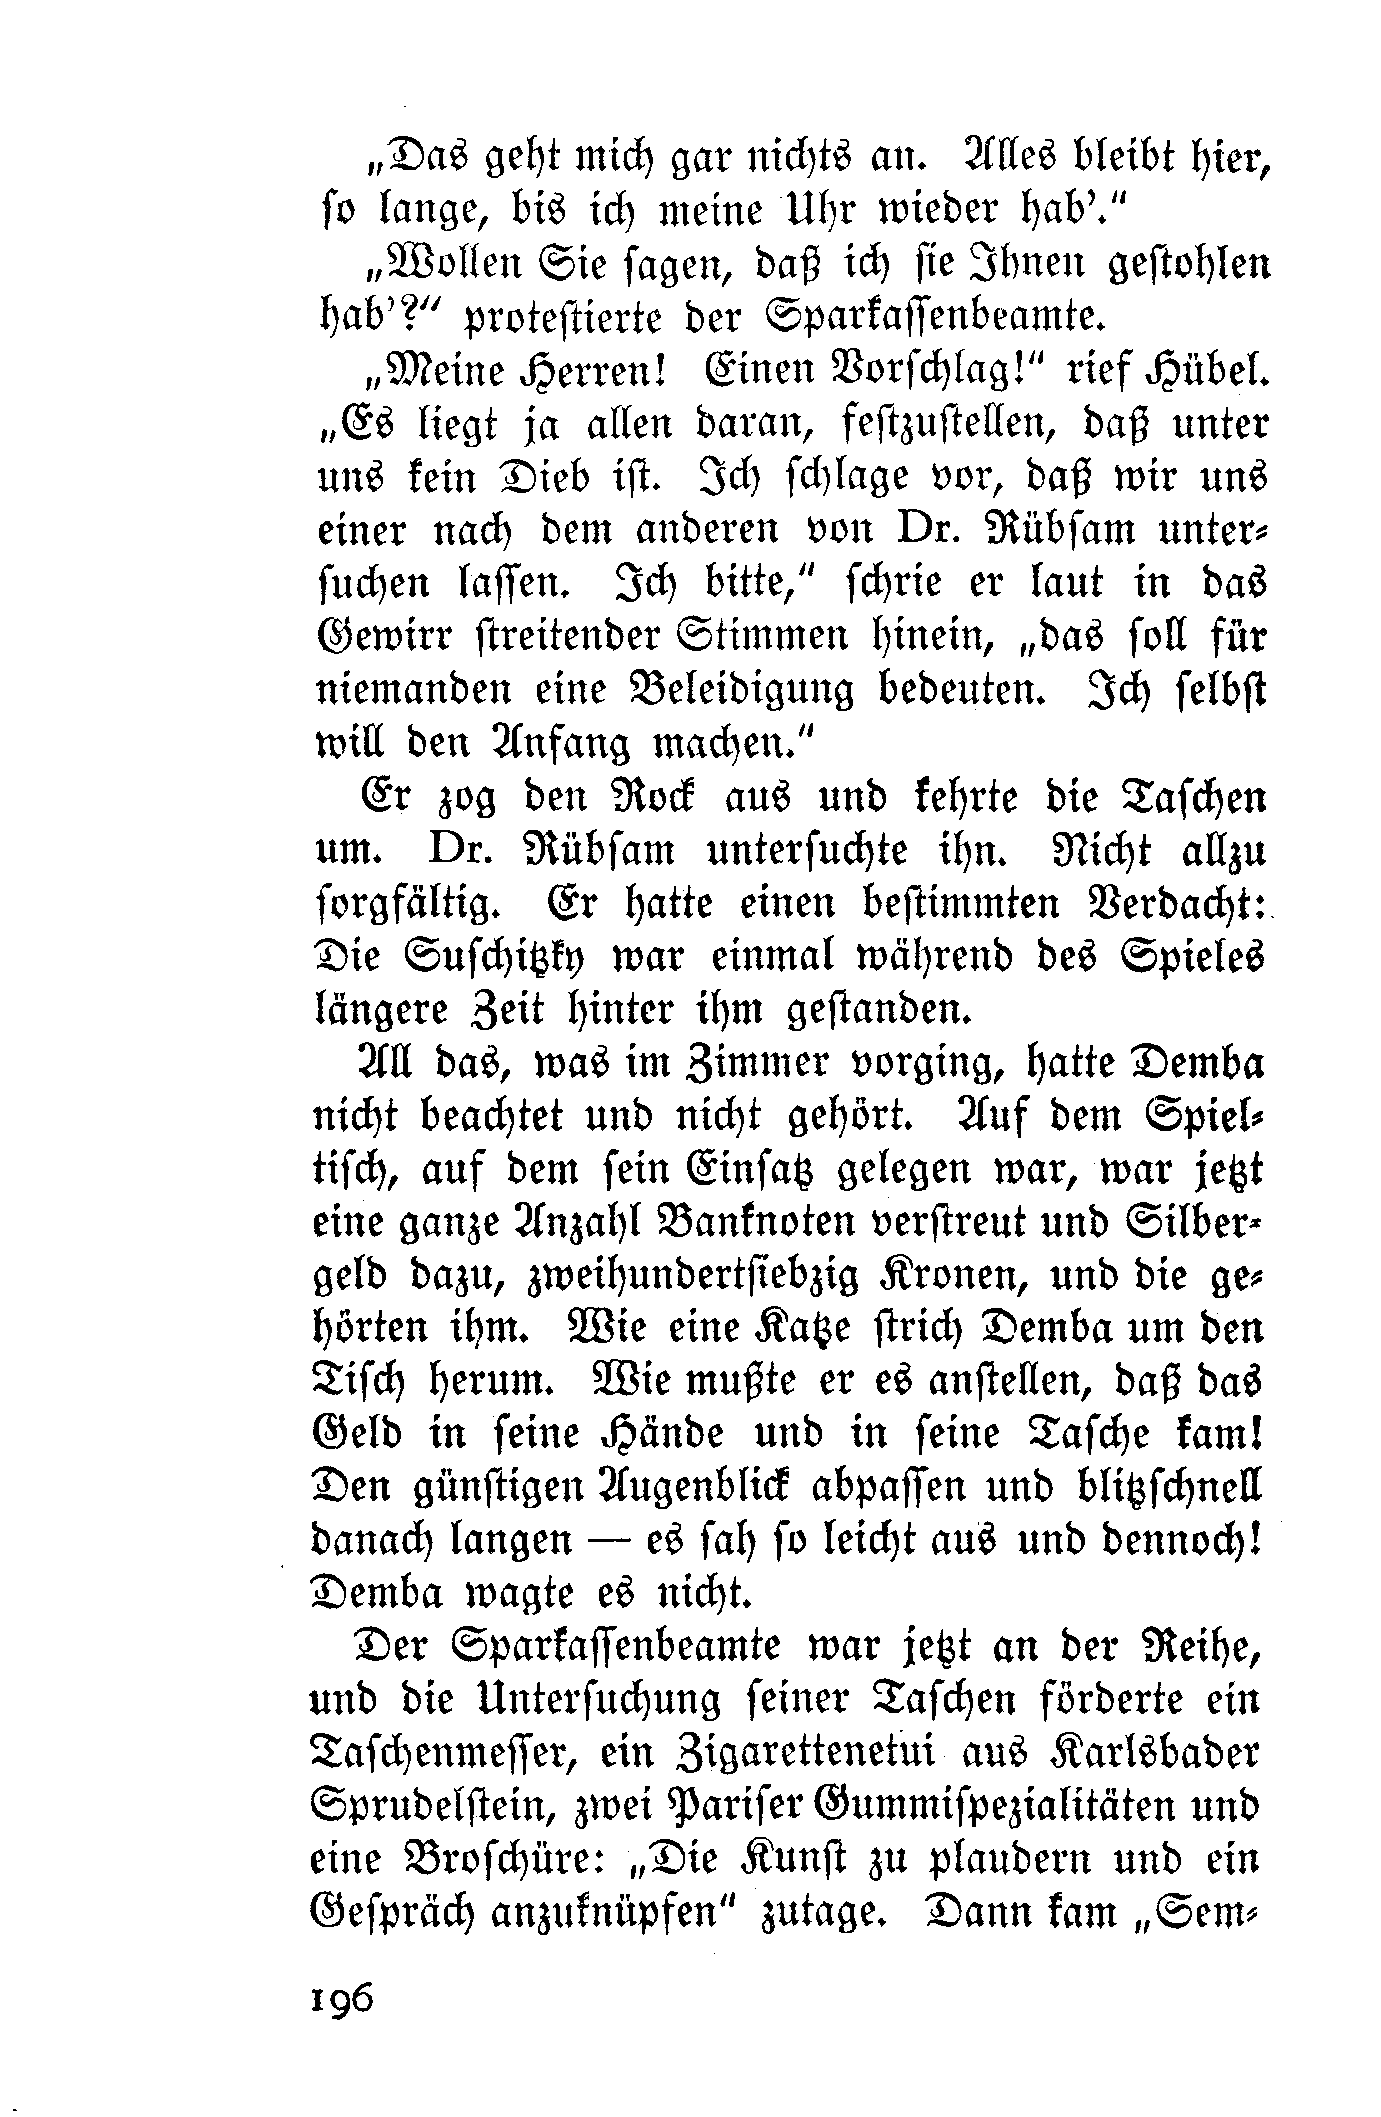 „Das geht mich gar nichts an. Alles bleibt hier,
so lange, bis ich meine Uhr wieder hab'.“
„Wollen Sie sagen, daß ich sie Ihnen gestohlen
hab'?“ protestierte der Sparkassenbeamte.
„Meine Herren! Einen Vorschlag!“ rief Hübel.
„Es liegt ja allen daran, festzustellen, daß unter
uns kein Dieb ist. Ich schlage vor, daß wir uns
einer nach dem anderen von Dr. Rübsam unter-
suchen lassen. Ich bitte,“ schrie er laut in das
Gewirr streitender Stimmen hinein, „das soll für
niemanden eine Beleidigung bedeuten. Ich selbst
will den Anfang machen.“
Er zog den Rock aus und kehrte die Taschen
um. Dr. Rübsam untersuchte ihn. Nicht allzu
sorgfältig. Er hatte einen bestimmten Verdacht:
Die Suschitzky war einmal während des Spieles
längere Zeit hinter ihm gestanden.
All das, was im Zimmer vorging, hatte Demba
nicht beachtet und nicht gehört. Auf dem Spiel-
tisch, auf dem sein Einsatz gelegen war, war jetzt
eine ganze Anzahl Banknoten verstreut und Silber-
geld dazu, zweihundertsiebzig Kronen, und die ge-
hörten ihm. Wie eine Katze strich Demba um den
Tisch herum. Wie mußte er es anstellen, daß das
Geld in seine Hände und in seine Tasche kam!
Den günstigen Augenblick abpassen und blitzschnell
danach langen — es sah so leicht aus und dennoch!
Demba wagte es nicht.
Der Sparkassenbeamte war jetzt an der Reihe,
und die Untersuchung seiner Taschen förderte ein
Taschenmesser, ein Zigarettenetui aus Karlsbader
Sprudelstein, zwei Pariser Gummispezialitäten und
eine Broschüre: „Die Kunst zu plaudern und ein
Gespräch anzuknüpfen“ zutage. Dann kam „Sem-
196